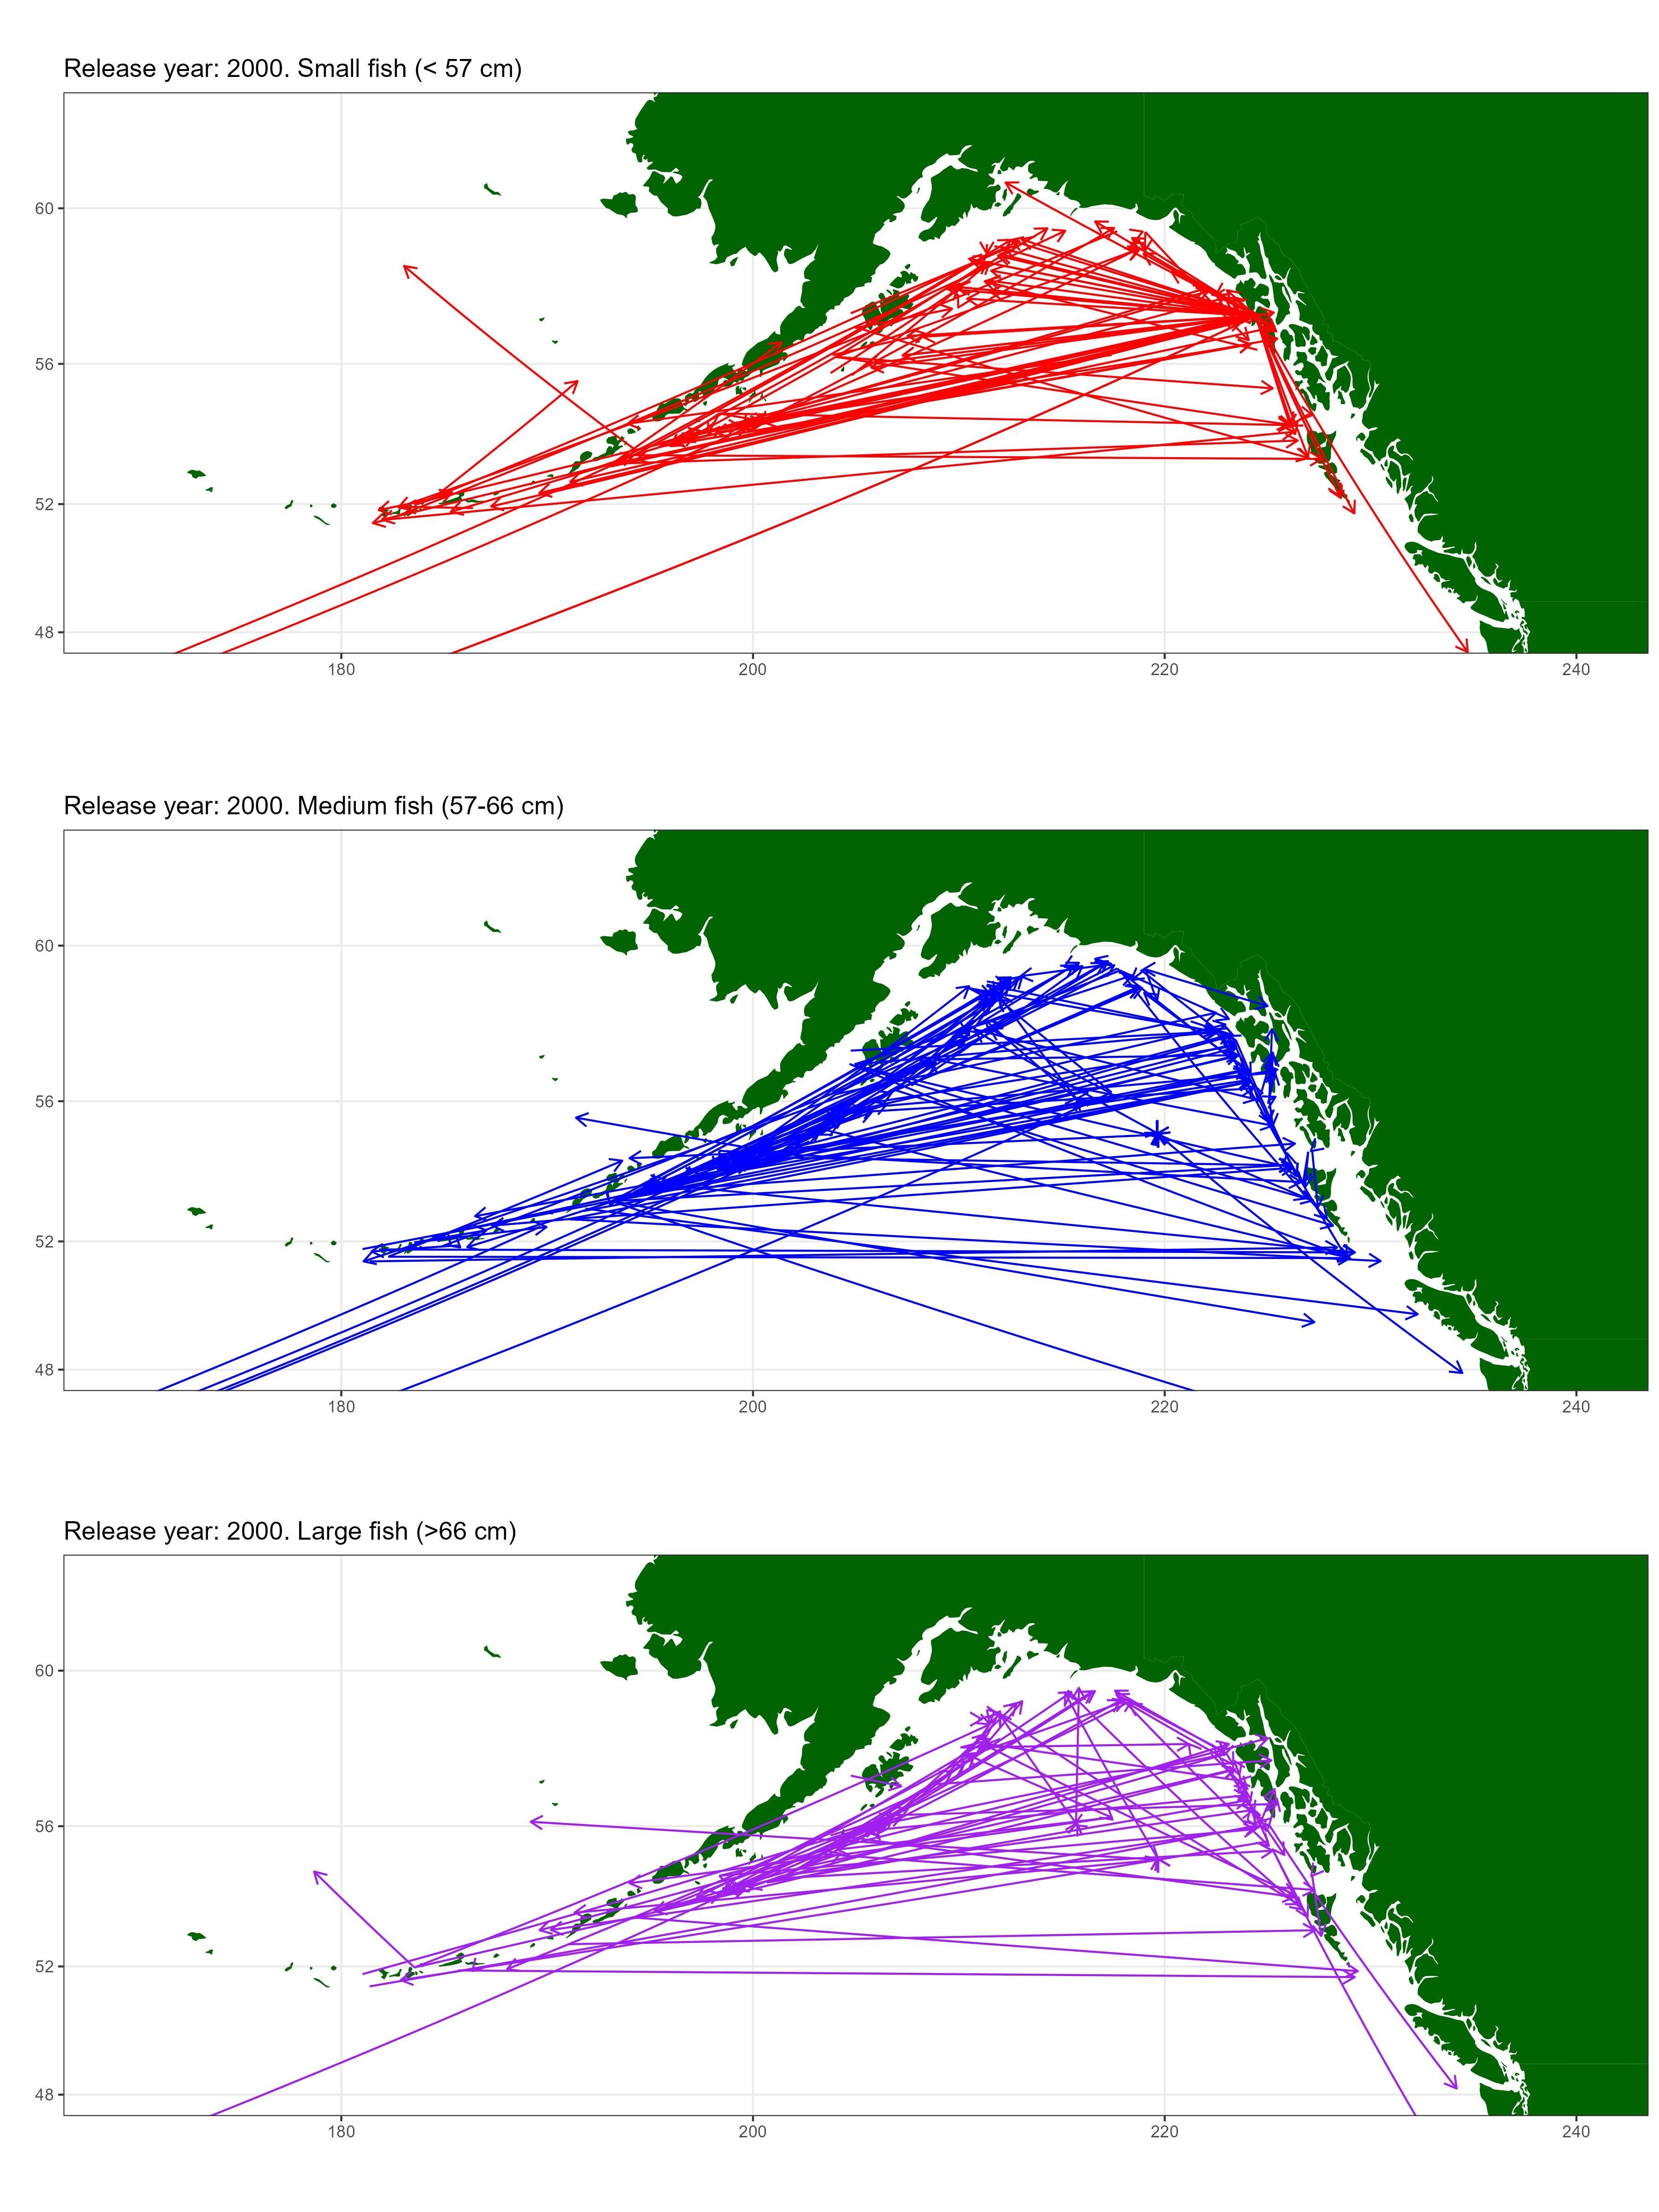 Release year: 2000. Small fish (< 57 cm)
60
56
52
48
180 200 220 240
Release year: 2000. Medium fish (57-66 cm)
60
56
52
48
180 200 220 240
Release year: 2000. Large fish (>66 cm)
60
56
52
48
180 200 220 240